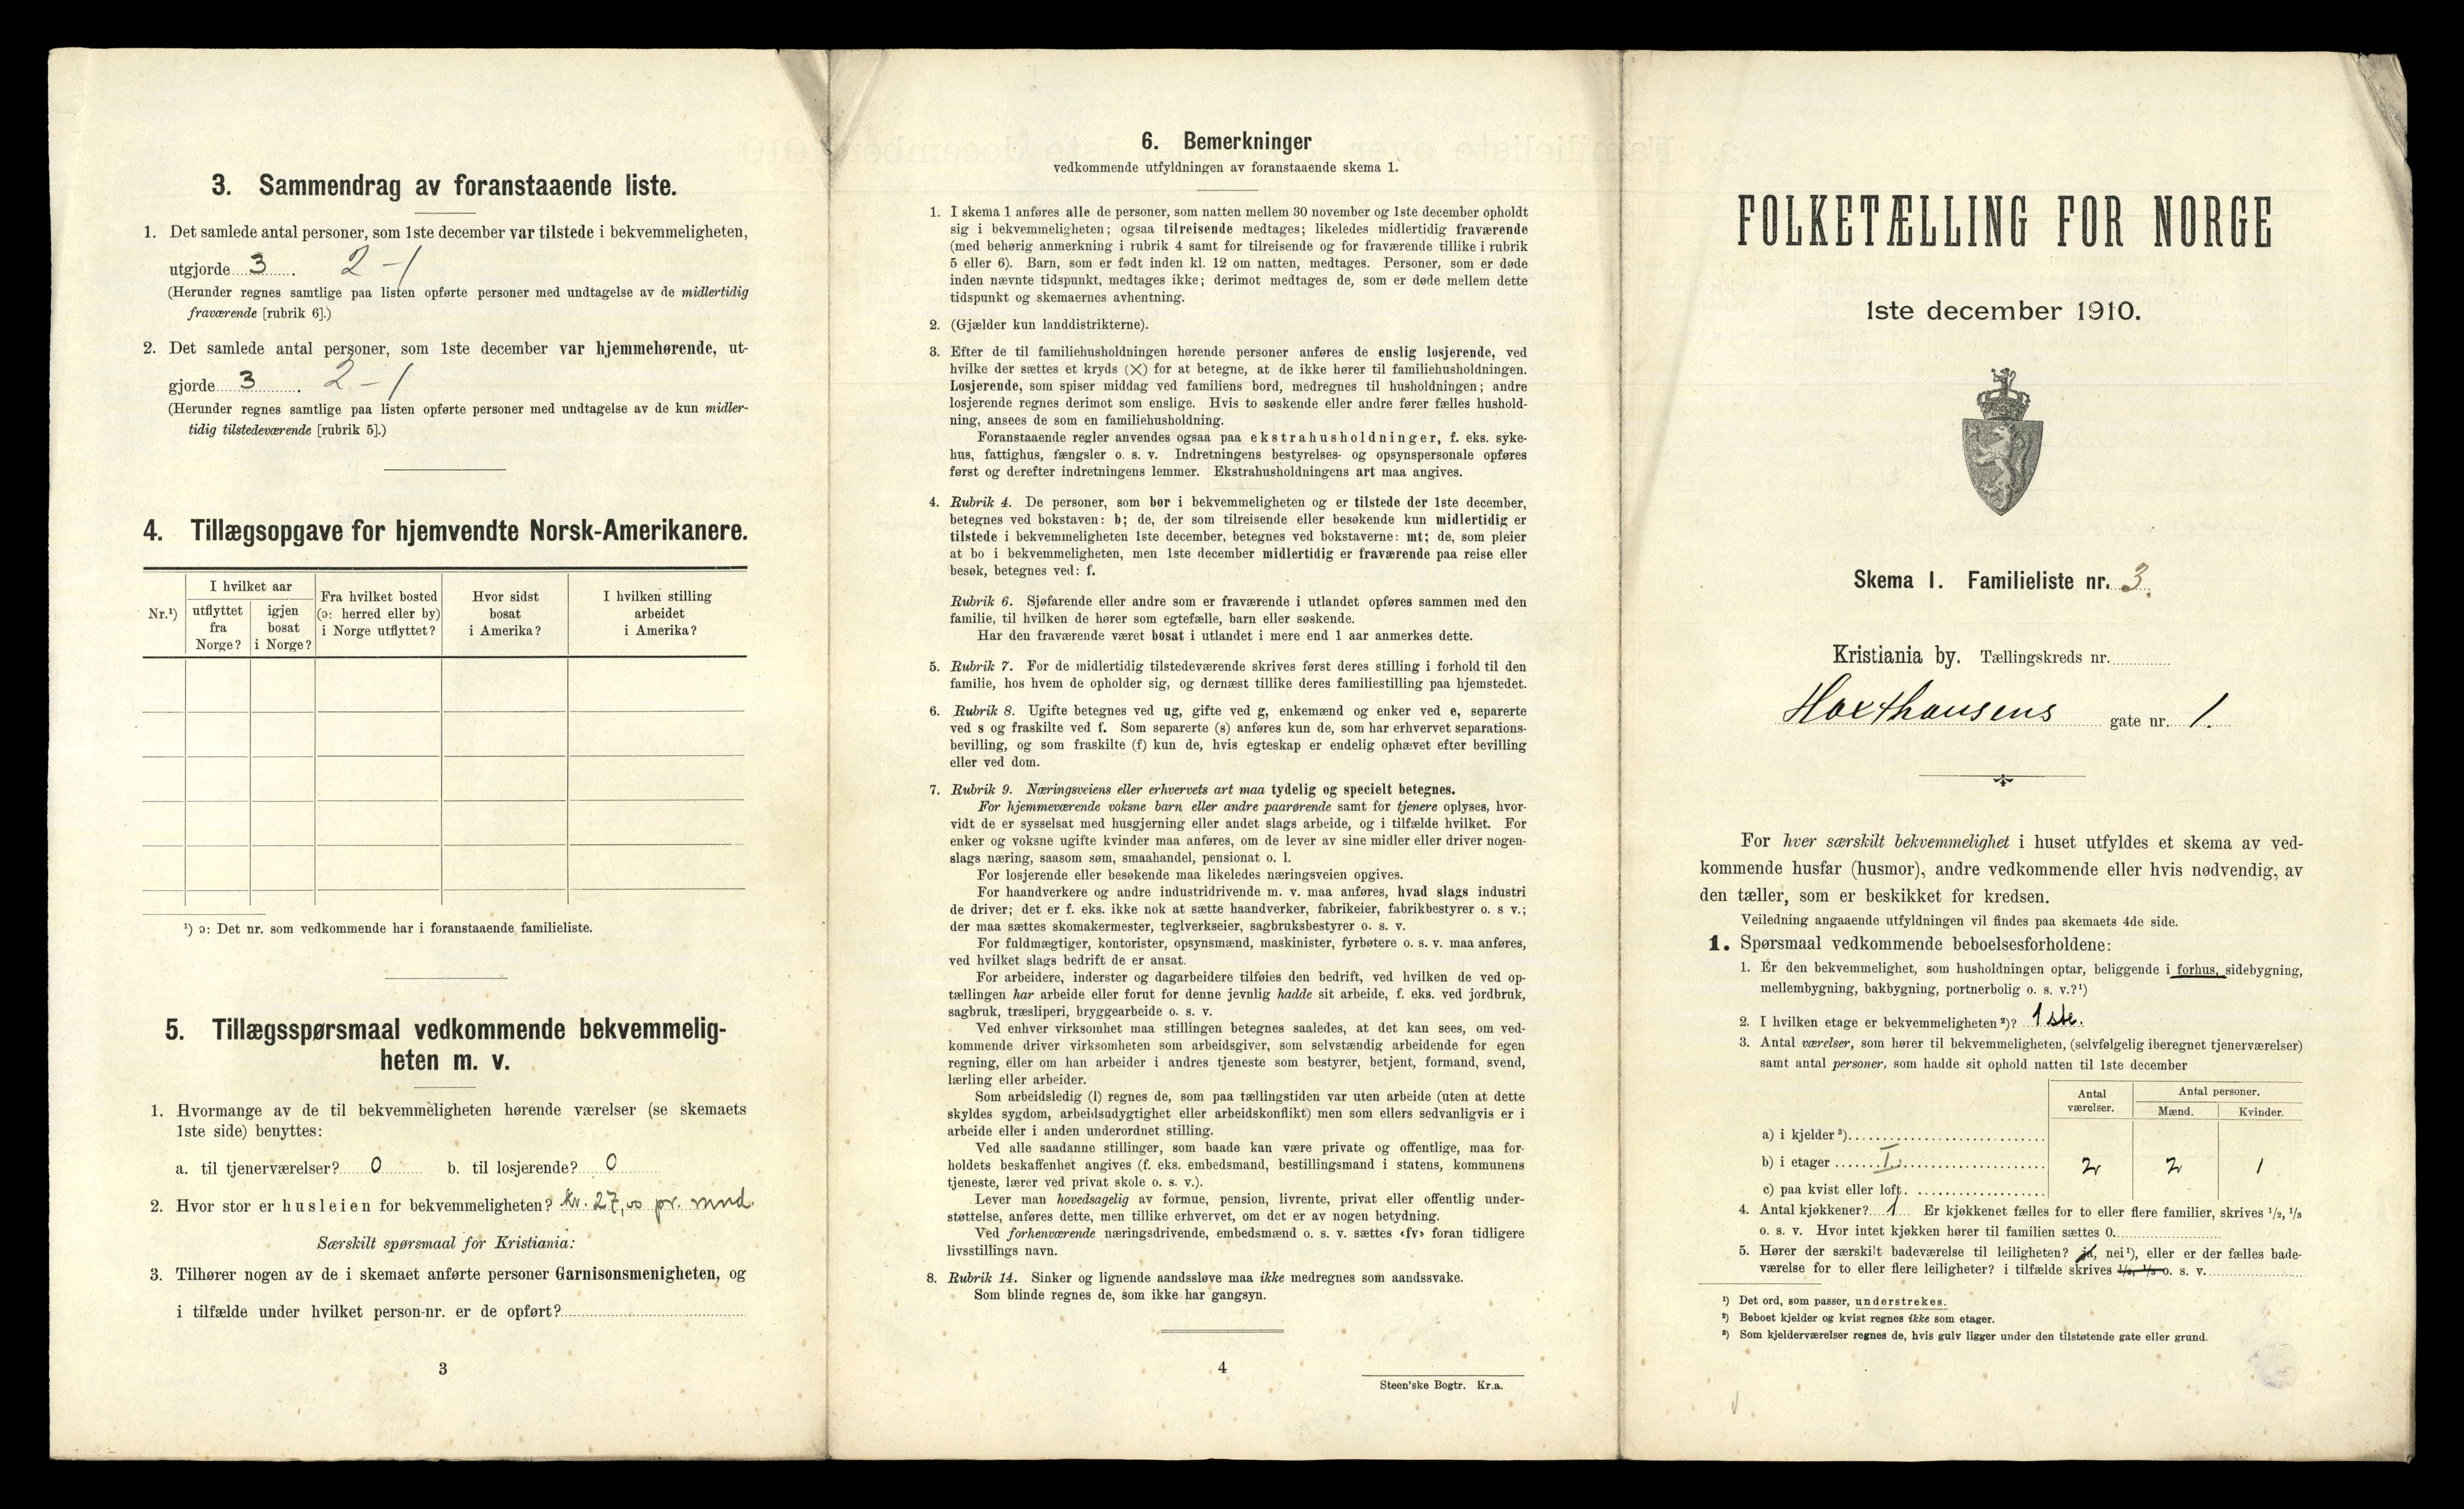 3. Sammendrag av foranstaaende liste.
1. Det samlede antal personer, som 1ste december var tilstede i bekvemmeligheten,
utgjorde 3. 2 - 1
(Herunder regnes samtlige paa listen opførte personer med undtagelse av de midlertidig
fraværende [rubrik 6].)
2. Det samlede antal personer, som 1ste december var hjemmehørende, ut-
gjorde 3. 2 - 1
(Herunder regnes samtlige paa listen opførte personer med undtagelse av de kun midler-
tidig tilstedeværende [rubrik 5].)
4. Tillægsopgave for hjemvendte Norsk-Amerikanere.
Nr.¹)
I hvilket aar
utflyttet
fra
Norge?
igjen
bosat
i Norge?
Fra hvilket bosted
(ɔ: herred eller by)
i Norge utflyttet?
Hvor sidst
bosat
i Amerika?
I hvilken stilling
arbeidet
i Amerika?
¹) ɔ: Det nr. som vedkommende har i foranstaaende familieliste.
5. Tillægsspørsmaal vedkommende bekvemmelig-
heten m. v.
1. Hvormange av de til bekvemmeligheten hørende værelser (se skemaets
1ste side) benyttes:
a. til tjenerværelser? 0 b. til losjerende? 0
2. Hvor stor er husleien for bekvemmeligheten? kr. 27,00 pr. mnd.
Særskilt spørsmaal for Kristiania:
3. Tilhører nogen av de i skemaet anførte personer Garnisonsmenigheten, og
i tilfælde under hvilket person-nr. er de opført?
3
6. Bemerkninger
vedkommende utfyldningen av foranstaaende skema 1.
1. I skema 1 anføres alle de personer, som natten mellem 30 november og 1ste december opholdt
sig i bekvemmeligheten; ogsaa tilreisende medtages; likeledes midlertidig fraværende
(med behørig anmerkning i rubrik 4 samt for tilreisende og for fraværende tillike i rubrik
5 eller 6). Barn, som er født inden kl. 12 om natten, medtages. Personer, som er døde
inden nævnte tidspunkt, medtages ikke; derimot medtages de, som er døde mellem dette
tidspunkt og skemaernes avhentning.
2. (Gjælder kun landdistrikterne).
3. Efter de til familiehusholdningen hørende personer anføres de enslig losjerende, ved
hvilke der sættes et kryds (×) for at betegne, at de ikke hører til familiehusholdningen.
Losjerende, som spiser middag ved familiens bord, medregnes til husholdningen; andre
losjerende regnes derimot som enslige. Hvis to søskende eller andre fører fælles hushold-
ning, ansees de som en familiehusholdning.
Foranstaaende regler anvendes ogsaa paa ekstrahusholdninger, f. eks. syke-
hus, fattighus, fængsler o. s. v. Indretningens bestyrelses- og opsynspersonale opføres
først og derefter indretningens lemmer. Ekstrahusholdningens art maa angives.
4. Rubrik 4. De personer, som bor i bekvemmeligheten og er tilstede der 1ste december,
betegnes ved bokstaven: b; de, der som tilreisende eller besøkende kun midlertidig er
tilstede i bekvemmeligheten 1ste december, betegnes ved bokstaverne: mt; de, som pleier
at bo i bekvemmeligheten, men 1ste december midlertidig er fraværende paa reise eller
besøk, betegnes ved: f.
Rubrik 6. Sjøfarende eller andre som er fraværende i utlandet opføres sammen med den
familie, til hvilken de hører som egtefælle, barn eller søskende.
Har den fraværende været bosat i utlandet i mere end 1 aar anmerkes dette.
5. Rubrik 7. For de midlertidig tilstedeværende skrives først deres stilling i forhold til den
familie, hos hvem de opholder sig, og dernæst tillike deres familiestilling paa hjemstedet.
6. Rubrik 8. Ugifte betegnes ved ug, gifte ved g, enkemænd og enker ved e, separerte
ved s og fraskilte ved f. Som separerte (s) anføres kun de, som har erhvervet separations-
bevilling, og som fraskilte (f) kun de, hvis egteskap er endelig ophævet efter bevilling
eller ved dom.
7. Rubrik 9. Næringsveiens eller erhvervets art maa tydelig og specielt betegnes.
For hjemmeværende voksne barn eller andre paarørende samt for tjenere oplyses, hvor-
vidt de er sysselsat med husgjerning eller andet slags arbeide, og i tilfælde hvilket. For
enker og voksne ugifte kvinder maa anføres, om de lever av sine midler eller driver nogen-
slags næring, saasom søm, smaahandel, pensionat o. l.
For losjerende eller besøkende maa likeledes næringsveien opgives.
For haandverkere og andre industridrivende m. v. maa anføres, hvad slags industri
de driver; det er f. eks. ikke nok at sætte haandverker, fabrikeier, fabrikbestyrer o. s v.;
der maa sættes skomakermester, teglverkseier, sagbruksbestyrer o. s. v.
For fuldmægtiger, kontorister, opsynsmænd, maskinister, fyrbøtere o. s. v. maa anføres,
ved hvilket slags bedrift de er ansat.
For arbeidere, inderster og dagarbeidere tilføies den bedrift, ved hvilken de ved op-
tællingen har arbeide eller forut for denne jevnlig hadde sit arbeide, f. eks. ved jordbruk,
sagbruk, træsliperi, bryggearbeide o. s. v.
Ved enhver virksomhet maa stillingen betegnes saaledes, at det kan sees, om ved-
kommende driver virksomheten som arbeidsgiver, som selvstændig arbeidende for egen
regning, eller om han arbeider i andres tjeneste som bestyrer, betjent, formand, svend,
lærling eller arbeider.
Som arbeidsledig (l) regnes de, som paa tællingstiden var uten arbeide (uten at dette
skyldes sygdom, arbeidsudygtighet eller arbeidskonflikt) men som ellers sedvanligvis er i
arbeide eller i anden underordnet stilling.
Ved alle saadanne stillinger, som baade kan være private og offentlige, maa for-
holdets beskaffenhet angives (f. eks. embedsmand, bestillingsmand i statens, kommunens
tjeneste, lærer ved privat skole o. s. v.).
Lever man hovedsagelig av formue, pension, livrente, privat eller offentlig under-
støttelse, anføres dette, men tillike erhvervet, om det er av nogen betydning.
Ved forhenværende næringsdrivende, embedsmænd o. s. v. sættes «fv» foran tidligere
livsstillings navn.
8. Rubrik 14. Sinker og lignende aandssløve maa ikke medregnes som aandssvake.
Som blinde regnes de, som ikke har gangsyn.
4
Steen'ske Bogtr. Kr.a.
FOLKETÆLLING FOR NORGE
1ste december 1910.
Skema 1. Familieliste nr. 3.
Kristiania by. Tællingskreds nr.
Haxthausens gate nr. 1.
For hver særskilt bekvemmelighet i huset utfyldes et skema av ved-
kommende husfar (husmor), andre vedkommende eller hvis nødvendig, av
den tæller, som er beskikket for kredsen.
Veiledning angaaende utfyldningen vil findes paa skemaets 4de side.
1. Spørsmaal vedkommende beboelsesforholdene:
1. Er den bekvemmelighet, som husholdningen optar, beliggende i forhus, sidebygning,
mellembygning, bakbygning, portnerbolig o. s. v.?¹)
2. I hvilken etage er bekvemmeligheten²)? 1ste.
3. Antal værelser, som hører til bekvemmeligheten, (selvfølgelig iberegnet tjenerværelser)
samt antal personer, som hadde sit ophold natten til 1ste december
Antal
værelser.
Antal personer.
Mænd. Kvinder.
a) i kjelder³)
b) i etager I. 2 2 1
c) paa kvist eller loft.
4. Antal kjøkkener? 1 Er kjøkkenet fælles for to eller flere familier, skrives ½, ⅓
o. s. v. Hvor intet kjøkken hører til familien sættes 0.
5. Hører der særskilt badeværelse til leiligheten? ja, nei¹), eller er der fælles bade-
værelse for to eller flere leiligheter? i tilfælde skrives ½, ⅓ o. s. v.
¹) Det ord, som passer, understrekes.
²) Beboet kjelder og kvist regnes ikke som etager.
³) Som kjelderværelser regnes de, hvis gulv ligger under den tilstøtende gate eller grund.